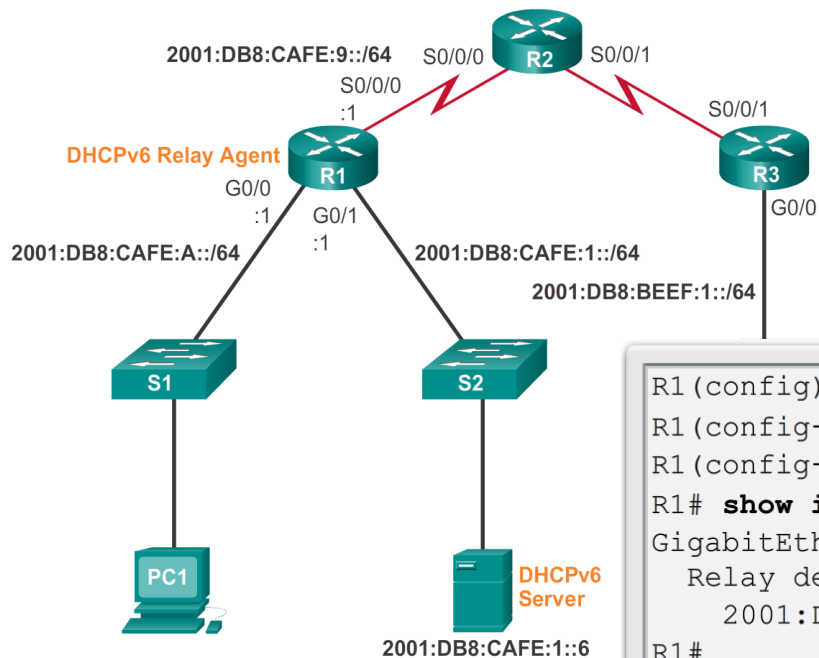 2001:DB8:CAFE:9::/64
S0/0/0
R2
S0/0/1
S0/0/0
:1
S0/0/1
DHCPv6 Relay Agent
R1
R3
G0/0
:1
G0/1
:1
G0/0
2001:DB8:CAFE:A::/64
2001:DB8:CAFE:1::/64
2001:DB8:BEEF:1::/64
S1
S2
PC1
DHCPv6
Server
2001:DB8:CAFE:1::6
R1(config)
R1(config-
R1(config-
R1# show i
GigabitEth
Relay de
2001:D
R1#